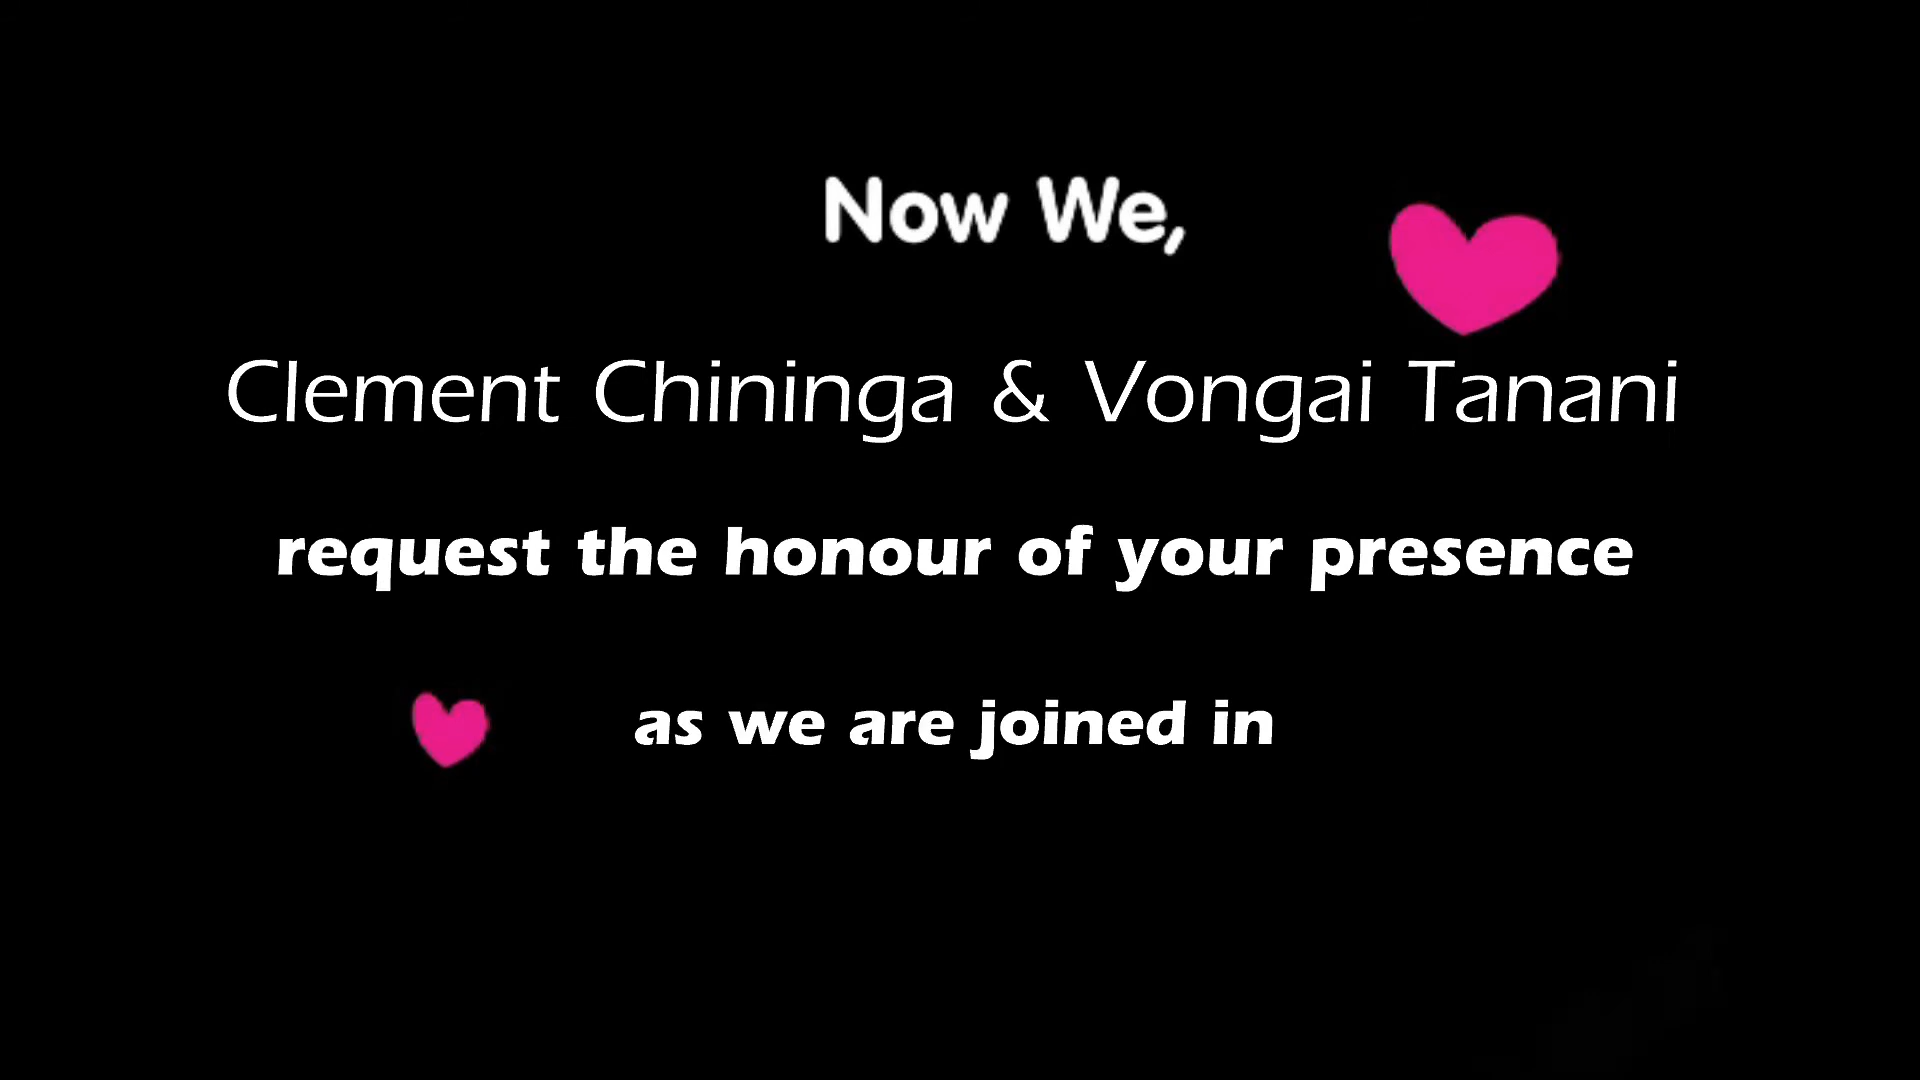 Now We,
Clement Chininga & Vongai Tanani
request the honour of your presence
as we are joined in